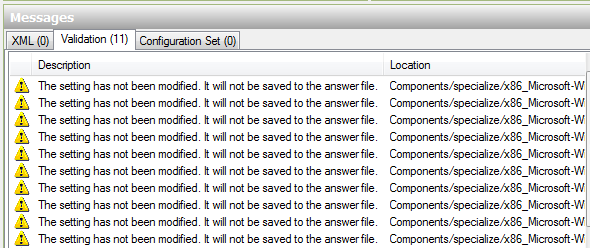 Messages
XML (0) Validation (11) Configuration Set (0)
Description Location
The setting has not been modified. It will not be saved to the answer file. Components/specialize/x86_Microsoft-W
The setting has not been modified. It will not be saved to the answer file. Components/specialize/x86_Microsoft-W
The setting has not been modified. It will not be saved to the answer file. Components/specialize/x86_Microsoft-W
The setting has not been modified. It will not be saved to the answer file. Components/specialize/x86_Microsoft-W
The setting has not been modified. It will not be saved to the answer file. Components/specialize/x86_Microsoft-W
The setting has not been modified. It will not be saved to the answer file. Components/specialize/x86_Microsoft-W
The setting has not been modified. It will not be saved to the answer file. Components/specialize/x86_Microsoft-W
The setting has not been modified. It will not be saved to the answer file. Components/specialize/x86_Microsoft-W
The setting has not been modified. It will not be saved to the answer file. Components/specialize/x86_Microsoft-W
The setting has not been modified. It will not be saved to the answer file. Components/specialize/x86_Microsoft-W